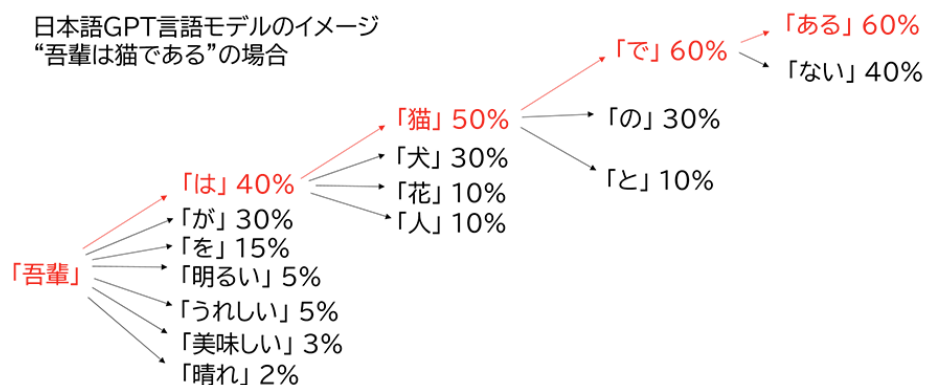 日本語GPT言語モデルのイメージ
“吾輩は猫である”の場合
「吾輩」
「は」 40%
「が」 30%
「を」 15%
「明るい」 5%
「うれしい」 5%
「美味しい」 3%
「晴れ」 2%
「猫」 50%
「犬」 30%
「花」 10%
「人」 10%
「で」 60%
「の」 30%
「と」 10%
「ある」 60%
「ない」 40%